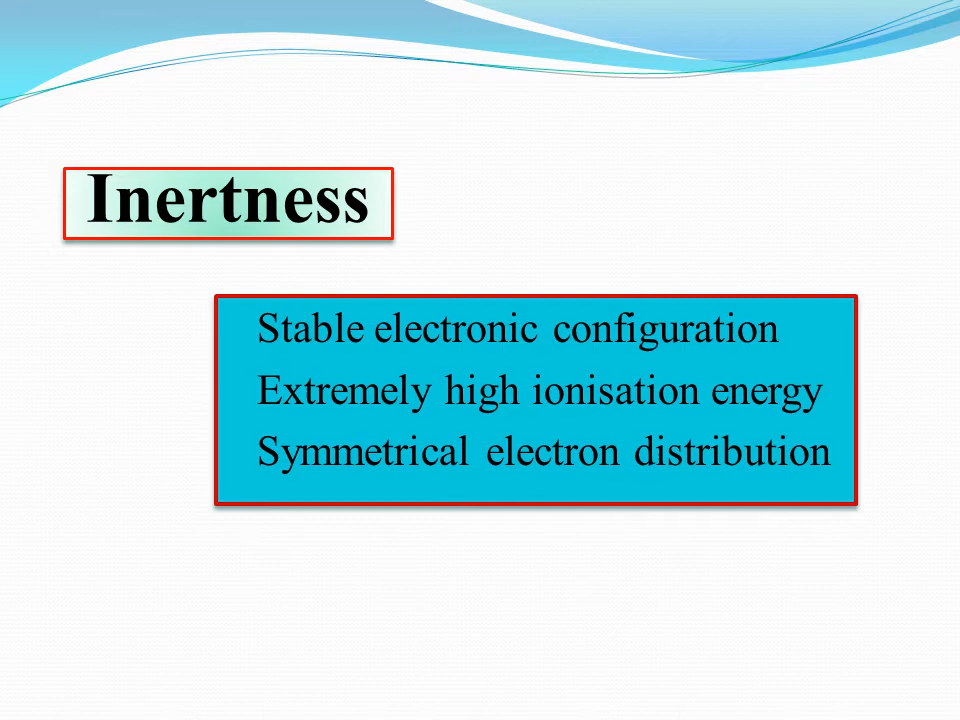 Inertness
Stable electronic configuration
Extremely high ionisation energy
Symmetrical electron distribution